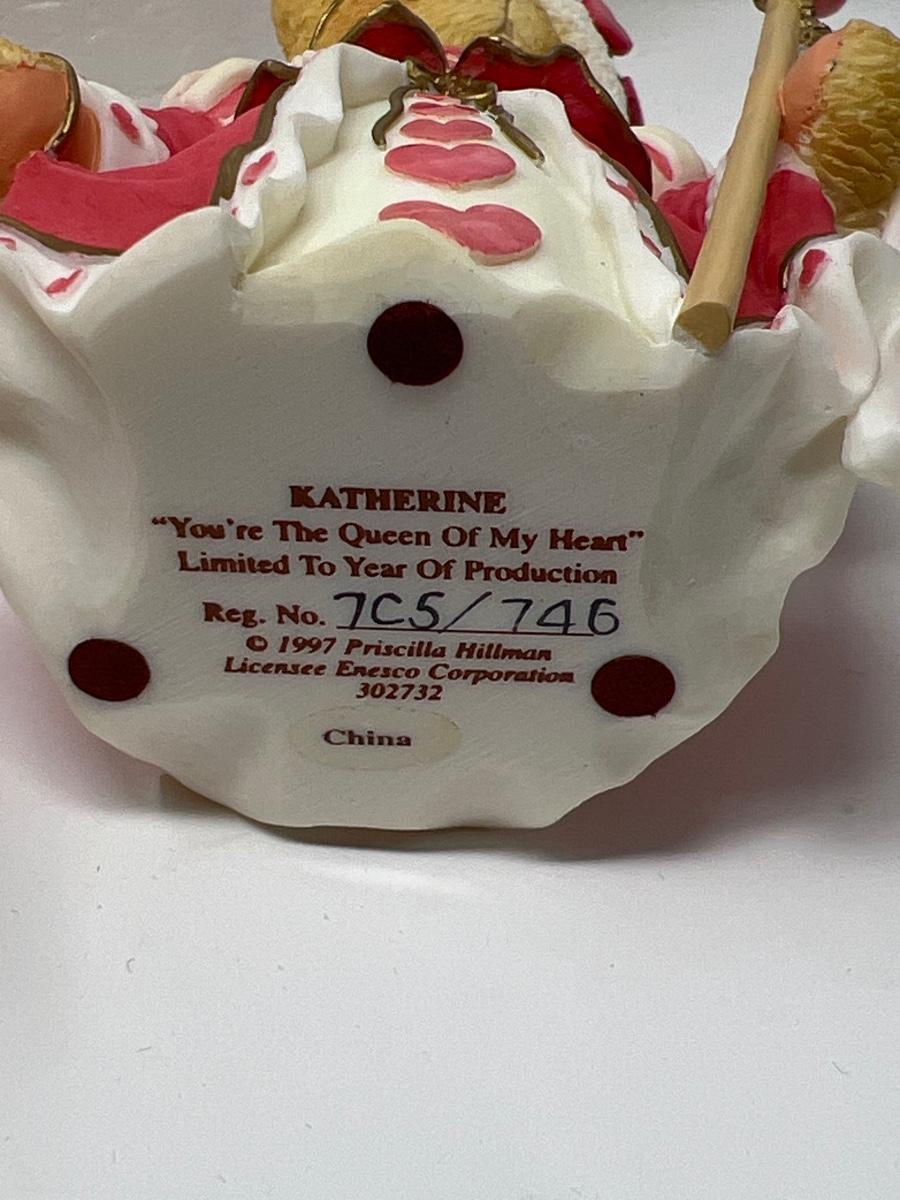 KATHERINE
“You're The Queen Of My Heart”
Limited To Year Of Production
Reg. No. 7C5/746
© 1997 Priscilla Hillman
Licensee Enesco Corporation
302732
China